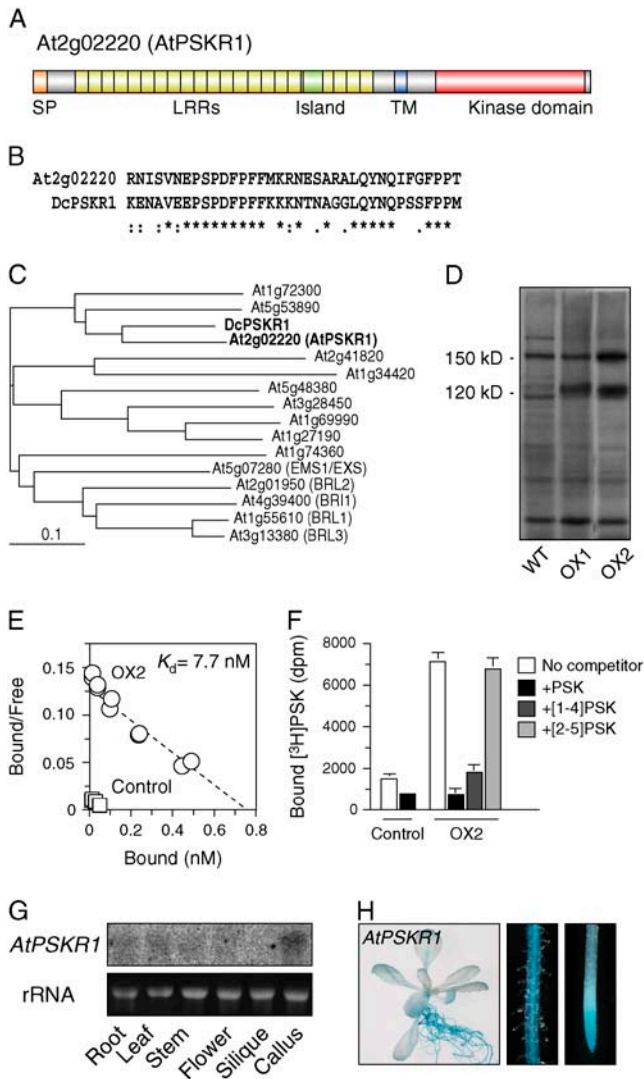 A
At2g02220 (AtPSKR1)
SP LRRs Island TM Kinase domain
B
At2g02220 RNISVNEPSPDFPFFMKRNESARALQYNQIFGFPPT
DcPSKR1 KENAVEEPSPDFPFFKKKNTNAGGLQYNQPSSFPPM
:: :*:********* *:* .* .***** .***
C
At1g72300
At5g53890
DcPSKR1
At2g02220 (AtPSKR1)
At2g41820
At1g34420
At5g48380
At3g28450
At1g69990
At1g27190
At1g74360
At5g07280 (EMS1/EXS)
At2g01950 (BRL2)
At4g39400 (BRI1)
At1g55610 (BRL1)
At3g13380 (BRL3)
0.1
D
150 kD -
120 kD -
WT OX1 OX2
E
Kd= 7.7 nM
OX2
Control
Bound/Free
0.15
0.10
0.05
0
0 0.2 0.4 0.6 0.8
Bound (nM)
F
Bound [³H]PSK (dpm)
8000
6000
4000
2000
0
Control OX2
No competitor
+PSK
+[1-4]PSK
+[2-5]PSK
G
AtPSKR1
rRNA
Root Leaf Stem Flower Silique Callus
H
AtPSKR1